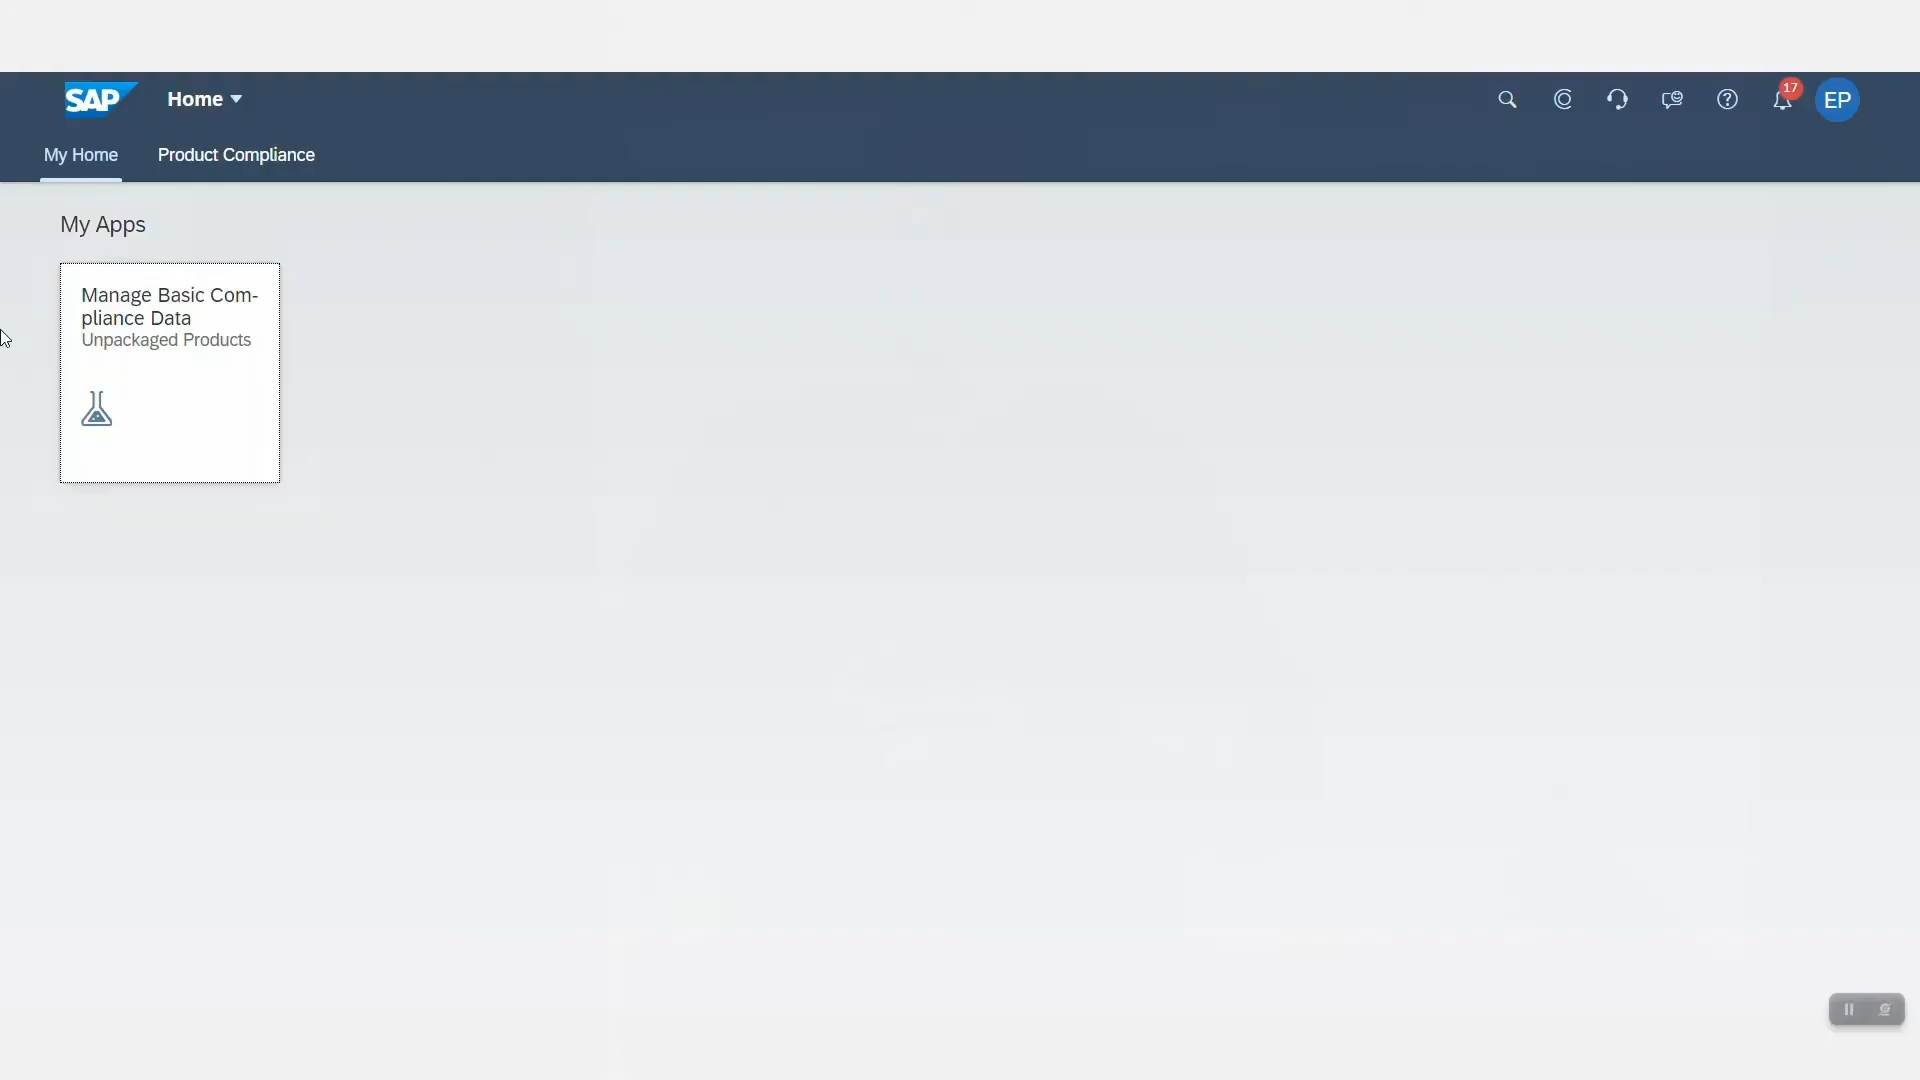 SAP
Home
17
EP
My Home
Product Compliance
My Apps
Manage Basic Com-
pliance Data
Unpackaged Products